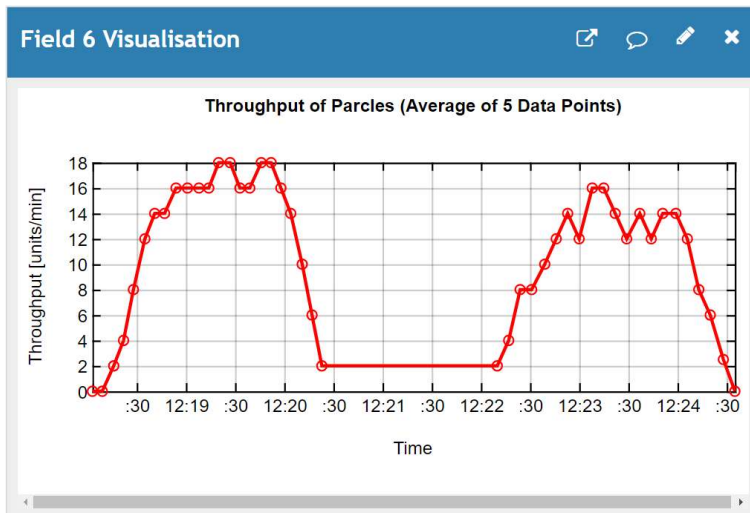 Field 6 Visualisation
Throughput of Parcles (Average of 5 Data Points)
Throughput [units/min]
18
16
14
12
10
8
6
4
2
0
:30 12:19 :30 12:20 :30 12:21 :30 12:22 :30 12:23 :30 12:24 :30
Time